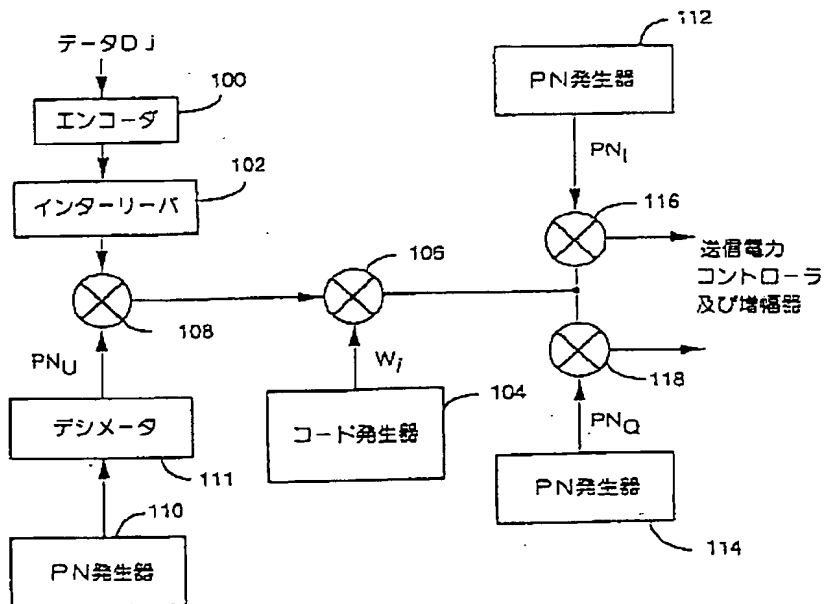 データDj
100
エンコーダ
102
インターリーバ
108
PNU
デシメータ
111
110
PN発生器
106
Wi
104
コード発生器
112
PN発生器
PNI
116
送信電力
コントローラ
及び増幅器
118
PNQ
PN発生器
114